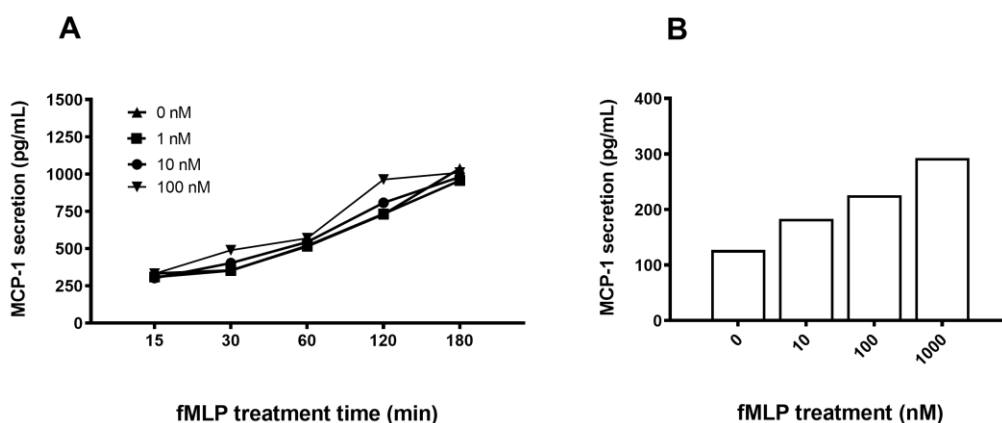 A
MCP-1 secretion (pg/mL)
1500
1250
1000
750
500
250
0
0 nM
1 nM
10 nM
100 nM
15 30 60 120 180
fMLP treatment time (min)
B
MCP-1 secretion (pg/mL)
400
300
200
100
0
0 10 100 1000
fMLP treatment (nM)